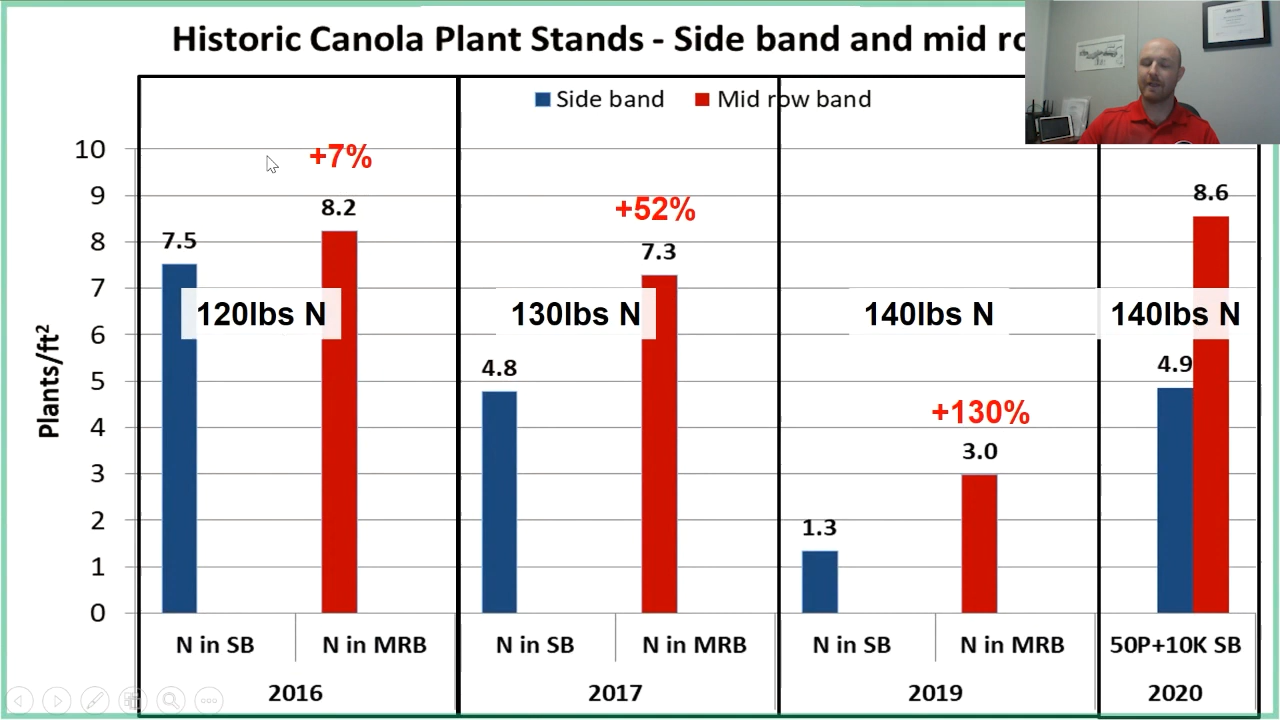 Historic Canola Plant Stands - Side band and mid ro
Side band
Mid row band
Plants/ft²
10
9
8
7
6
5
4
3
2
1
0
+7%
+52%
+130%
7.5
8.2
4.8
7.3
1.3
3.0
4.9
8.6
120lbs N
130lbs N
140lbs N
140lbs N
N in SB
N in MRB
N in SB
N in MRB
N in SB
N in MRB
50P+10K SB
2016
2017
2019
2020